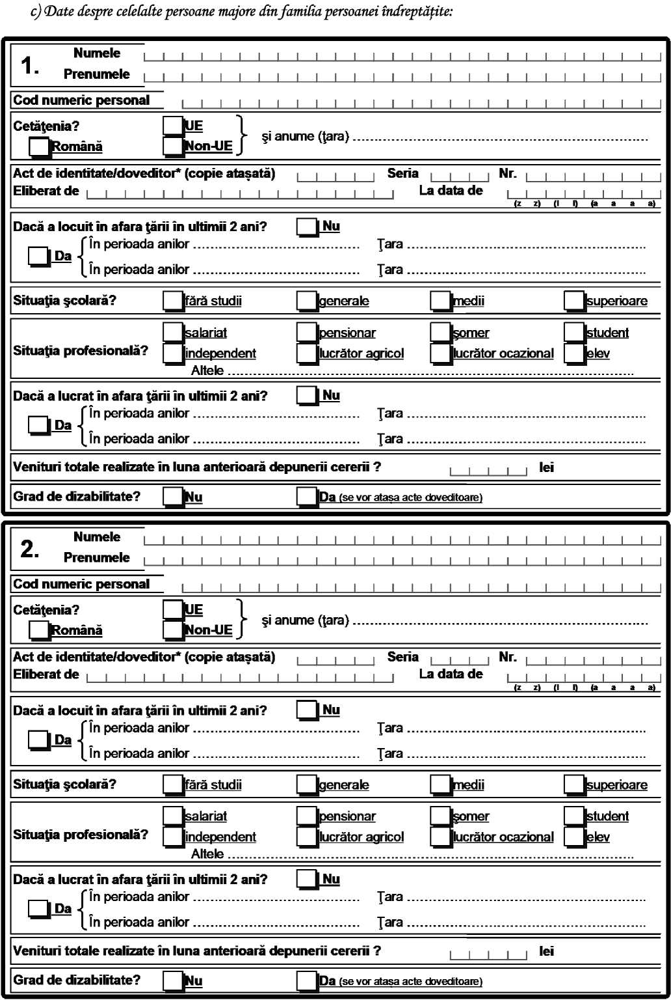 c) Date despre celelalte persoane majore din familia persoanei îndreptățite:
1. Numele
Prenumele
Cod numeric personal
Cetăţenia? UE
Română Non-UE şi anume (ţara)
Act de identitate/doveditor* (copie atașată) Seria Nr.
Eliberat de La data de
(z z) (l l) (a a a a)
Dacă a locuit în afara ţării în ultimii 2 ani? Nu
Da În perioada anilor Ţara
În perioada anilor Ţara
Situaţia şcolară? fără studii generale medii superioare
salariat pensionar şomer student
Situaţia profesională? independent lucrător agricol lucrător ocazional elev
Altele
Dacă a lucrat în afara ţării în ultimii 2 ani? Nu
Da În perioada anilor Ţara
În perioada anilor Ţara
Venituri totale realizate în luna anterioară depunerii cererii ? lei
Grad de dizabilitate? Nu Da (se vor atașa acte doveditoare)
2. Numele
Prenumele
Cod numeric personal
Cetăţenia? UE
Română Non-UE şi anume (ţara)
Act de identitate/doveditor* (copie atașată) Seria Nr.
Eliberat de La data de
(z z) (l l) (a a a a)
Dacă a locuit în afara ţării în ultimii 2 ani? Nu
Da În perioada anilor Ţara
În perioada anilor Ţara
Situaţia şcolară? fără studii generale medii superioare
salariat pensionar şomer student
Situaţia profesională? independent lucrător agricol lucrător ocazional elev
Altele
Dacă a lucrat în afara ţării în ultimii 2 ani? Nu
Da În perioada anilor Ţara
În perioada anilor Ţara
Venituri totale realizate în luna anterioară depunerii cererii ? lei
Grad de dizabilitate? Nu Da (se vor atașa acte doveditoare)